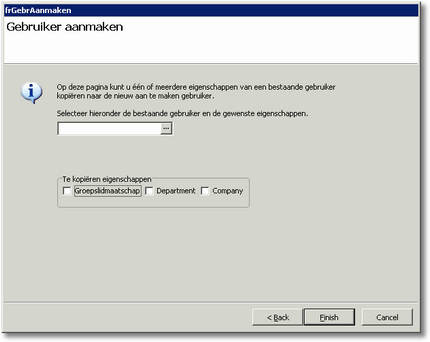 frGebrAanmaken
Gebruiker aanmaken
Op deze pagina kunt u één of meerdere eigenschappen van een bestaande gebruiker
kopiëren naar de nieuw aan te maken gebruiker.
Selecteer hieronder de bestaande gebruiker en de gewenste eigenschappen.
...
Te kopiëren eigenschappen
Groepslidmaatschap Department Company
< Back Finish Cancel